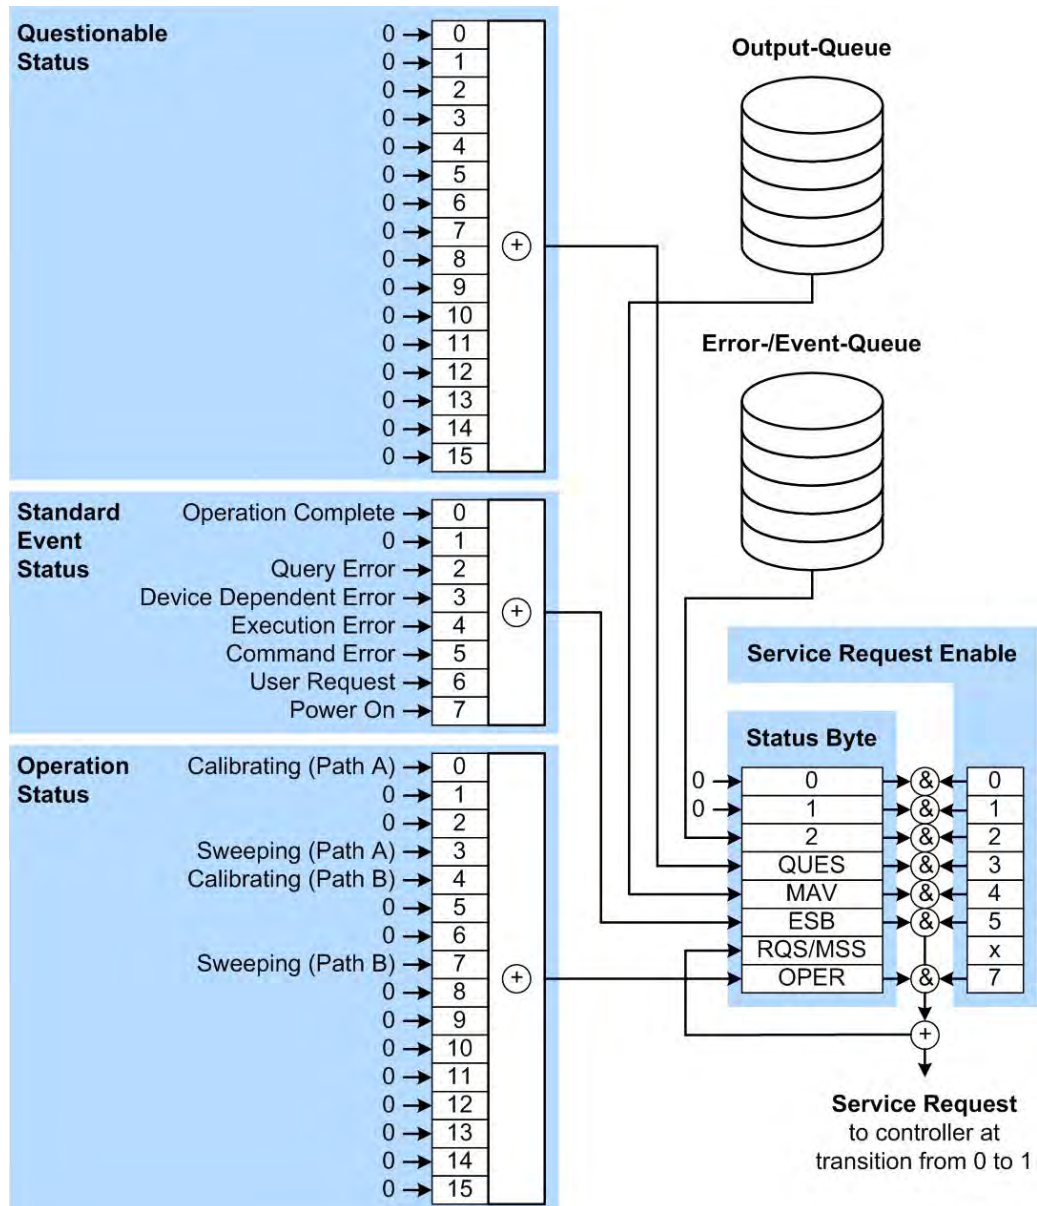 Questionable
Status
0 0
0 1
0 2
0 3
0 4
0 5
0 6
0 7
0 8
0 9
0 10
0 11
0 12
0 13
0 14
0 15
+
Output-Queue
Error-/Event-Queue
Standard
Event
Status
Operation Complete 0
0 1
Query Error 2
Device Dependent Error 3
Execution Error 4
Command Error 5
User Request 6
Power On 7
+
Operation
Status
Calibrating (Path A) 0
0 1
0 2
Sweeping (Path A) 3
Calibrating (Path B) 4
0 5
0 6
Sweeping (Path B) 7
0 8
0 9
0 10
0 11
0 12
0 13
0 14
0 15
+
Service Request Enable
Status Byte
0 0 & 0
0 1 & 1
2 & 2
QUES & 3
MAV & 4
ESB & 5
RQS/MSS x
OPER & 7
+
Service Request
to controller at
transition from 0 to 1